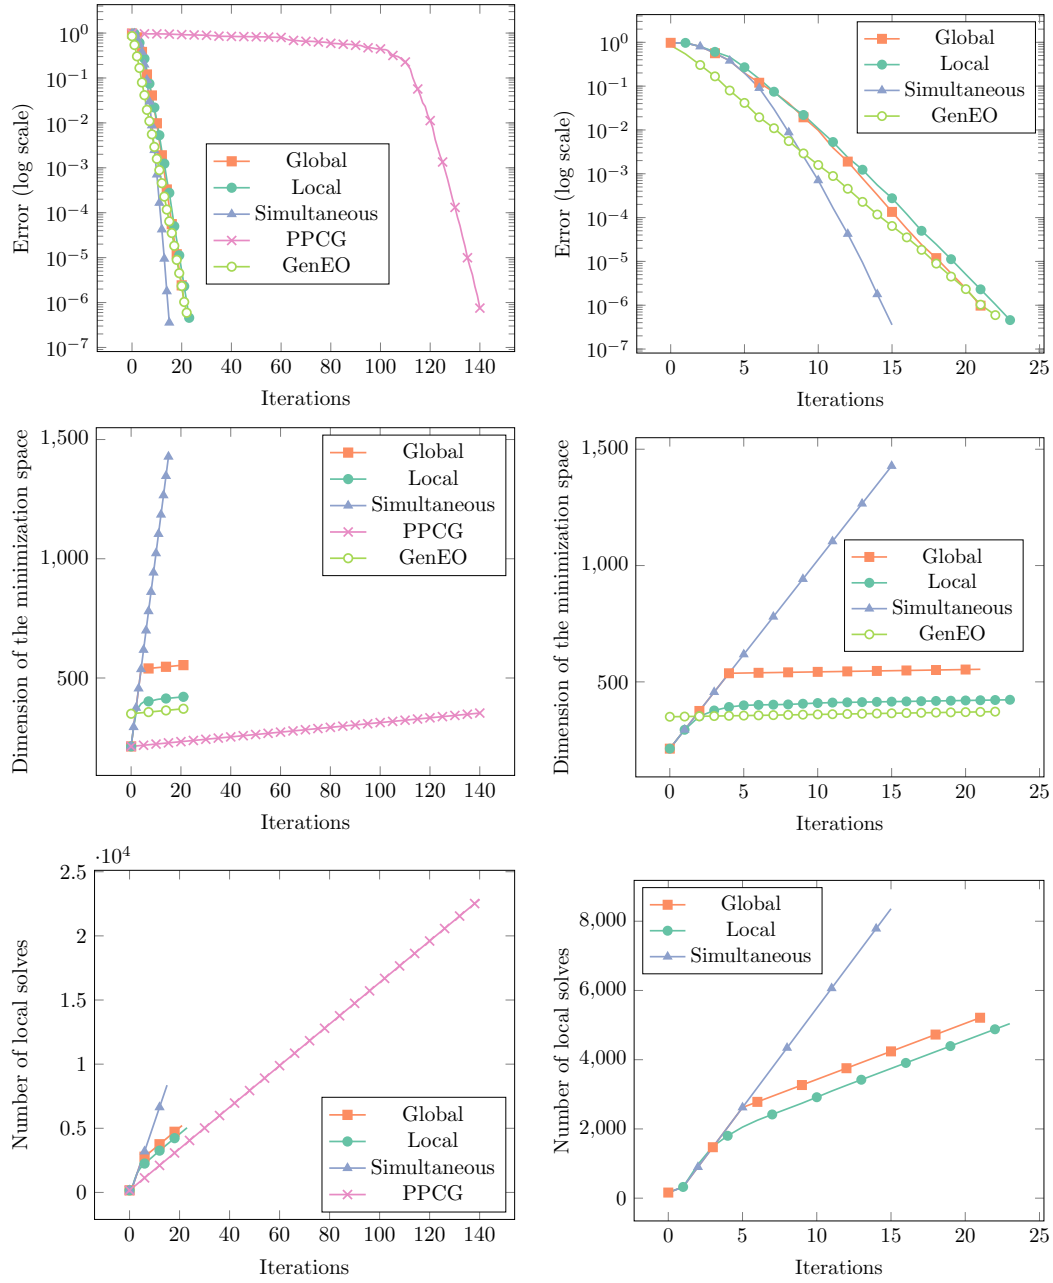 10^0
10^−1
10^−2
10^−3
10^−4
10^−5
10^−6
10^−7
Error (log scale)
0 20 40 60 80 100 120 140
Iterations
Global
Local
Simultaneous
PPCG
GenEO
10^0
10^−1
10^−2
10^−3
10^−4
10^−5
10^−6
10^−7
Error (log scale)
0 5 10 15 20 25
Iterations
Global
Local
Simultaneous
GenEO
1,500
1,000
500
Dimension of the minimization space
0 20 40 60 80 100 120 140
Iterations
Global
Local
Simultaneous
PPCG
GenEO
1,500
1,000
500
Dimension of the minimization space
0 5 10 15 20 25
Iterations
Global
Local
Simultaneous
GenEO
·10^4
2.5
2
1.5
1
0.5
0
Number of local solves
0 20 40 60 80 100 120 140
Iterations
Global
Local
Simultaneous
PPCG
8,000
6,000
4,000
2,000
0
Number of local solves
0 5 10 15 20 25
Iterations
Global
Local
Simultaneous